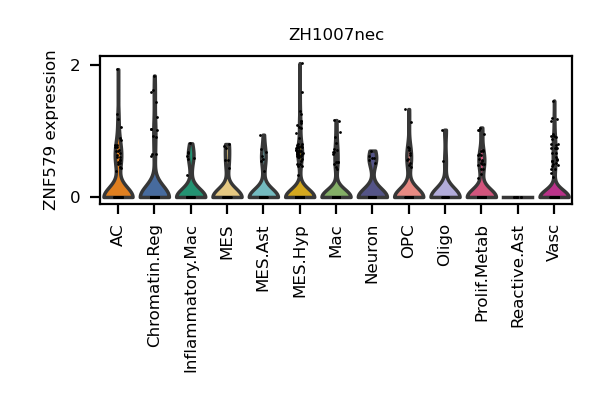 ZH1007nec
ZNF579 expression
2
0
AC
Chromatin.Reg
Inflammatory.Mac
MES
MES.Ast
MES.Hyp
Mac
Neuron
OPC
Oligo
Prolif.Metab
Reactive.Ast
Vasc